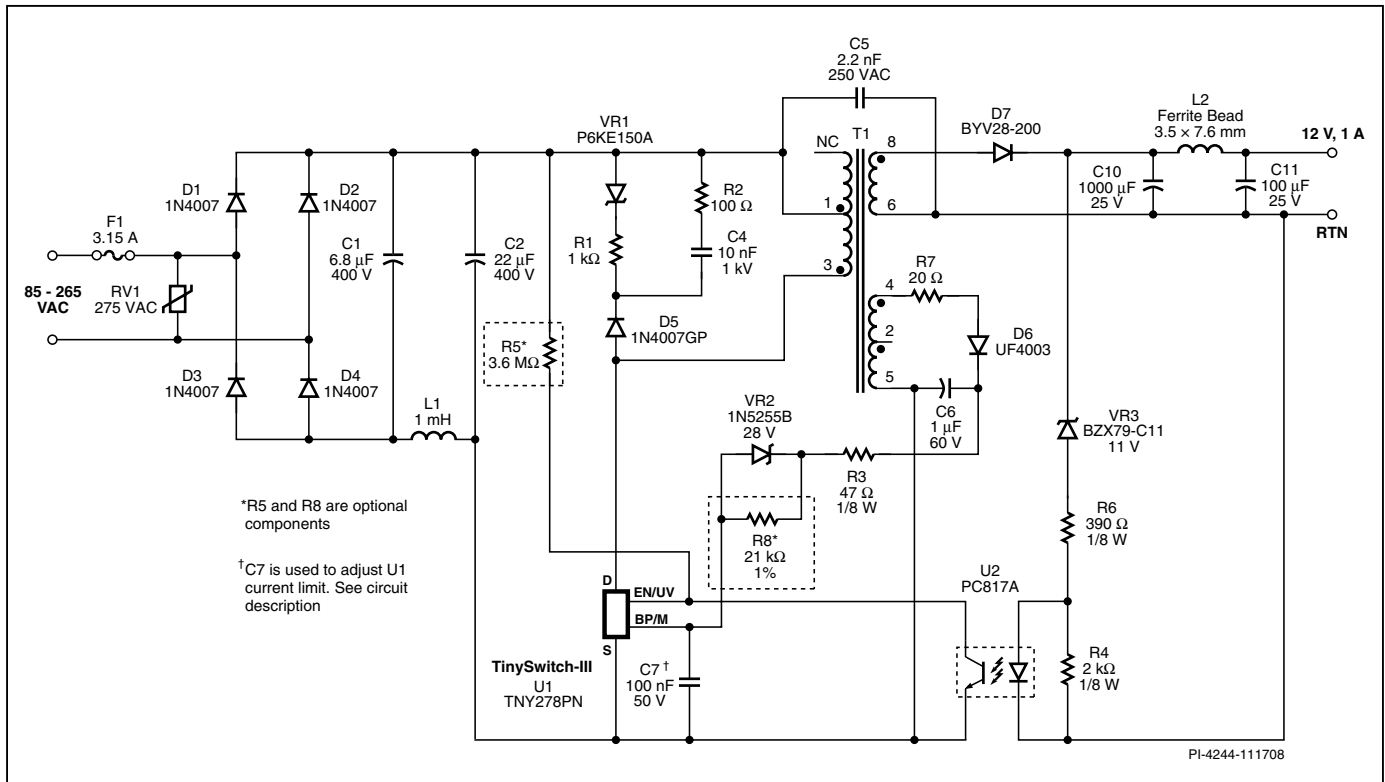 C5
2.2 nF
250 VAC
VR1
P6KE150A
NC
T1
8
D7
BYV28-200
L2
Ferrite Bead
3.5 × 7.6 mm
12 V, 1 A
D1
1N4007
D2
1N4007
F1
3.15 A
C1
6.8 µF
400 V
C2
22 µF
400 V
R2
100 Ω
R1
1 kΩ
C4
10 nF
1 kV
1
6
3
C10
1000 µF
25 V
C11
100 µF
25 V
RTN
85 - 265
VAC
RV1
275 VAC
R5*
3.6 MΩ
D5
1N4007GP
4
R7
20 Ω
2
D6
UF4003
5
D3
1N4007
D4
1N4007
L1
1 mH
VR2
1N5255B
28 V
C6
1 µF
60 V
VR3
BZX79-C11
11 V
R3
47 Ω
1/8 W
*R5 and R8 are optional
components
R8*
21 kΩ
1%
R6
390 Ω
1/8 W
†C7 is used to adjust U1
current limit. See circuit
description
D
EN/UV
BP/M
S
U2
PC817A
TinySwitch-III
U1
TNY278PN
C7†
100 nF
50 V
R4
2 kΩ
1/8 W
PI-4244-111708